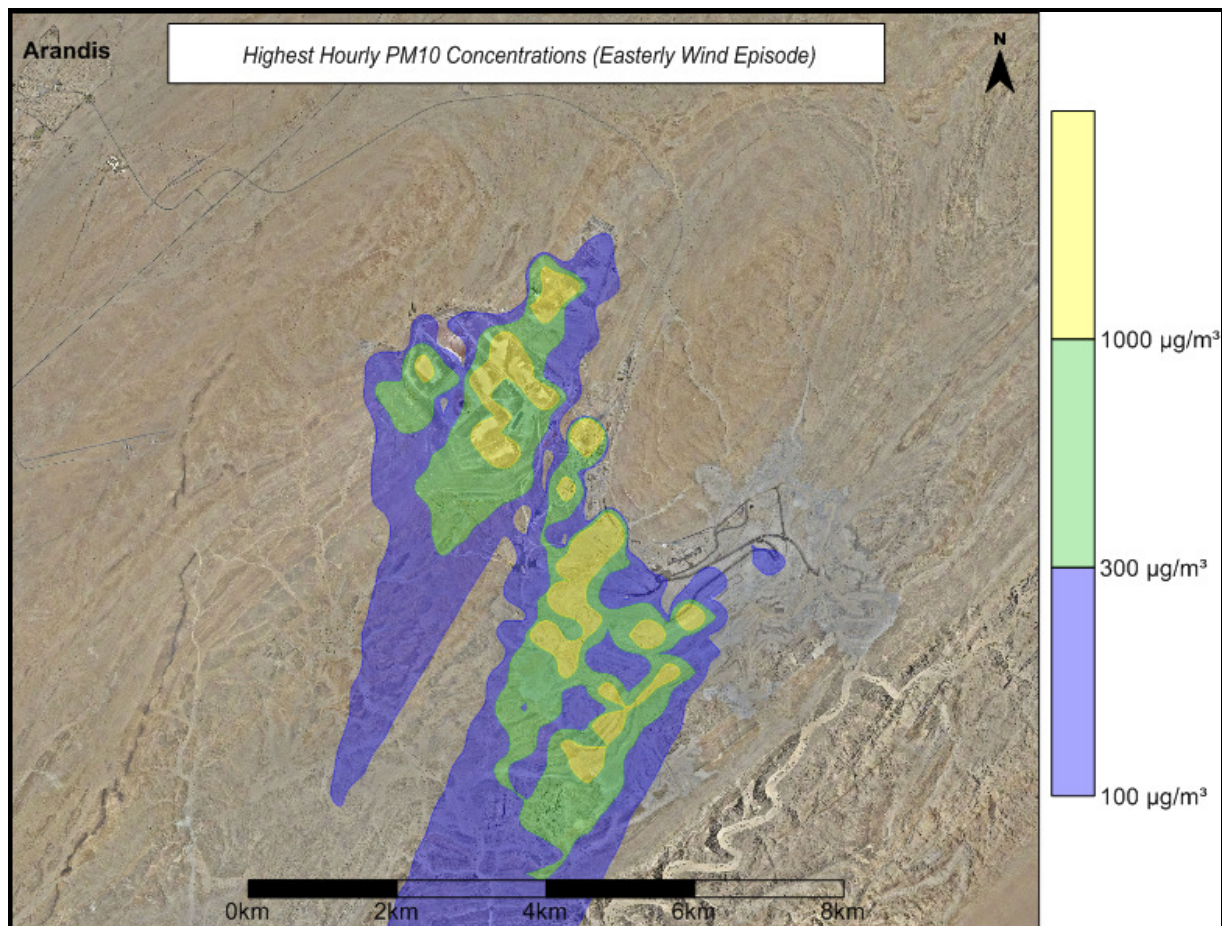 Arandis
Highest Hourly PM10 Concentrations (Easterly Wind Episode)
N
1000 µg/m³
300 µg/m³
100 µg/m³
0km 2km 4km 6km 8km